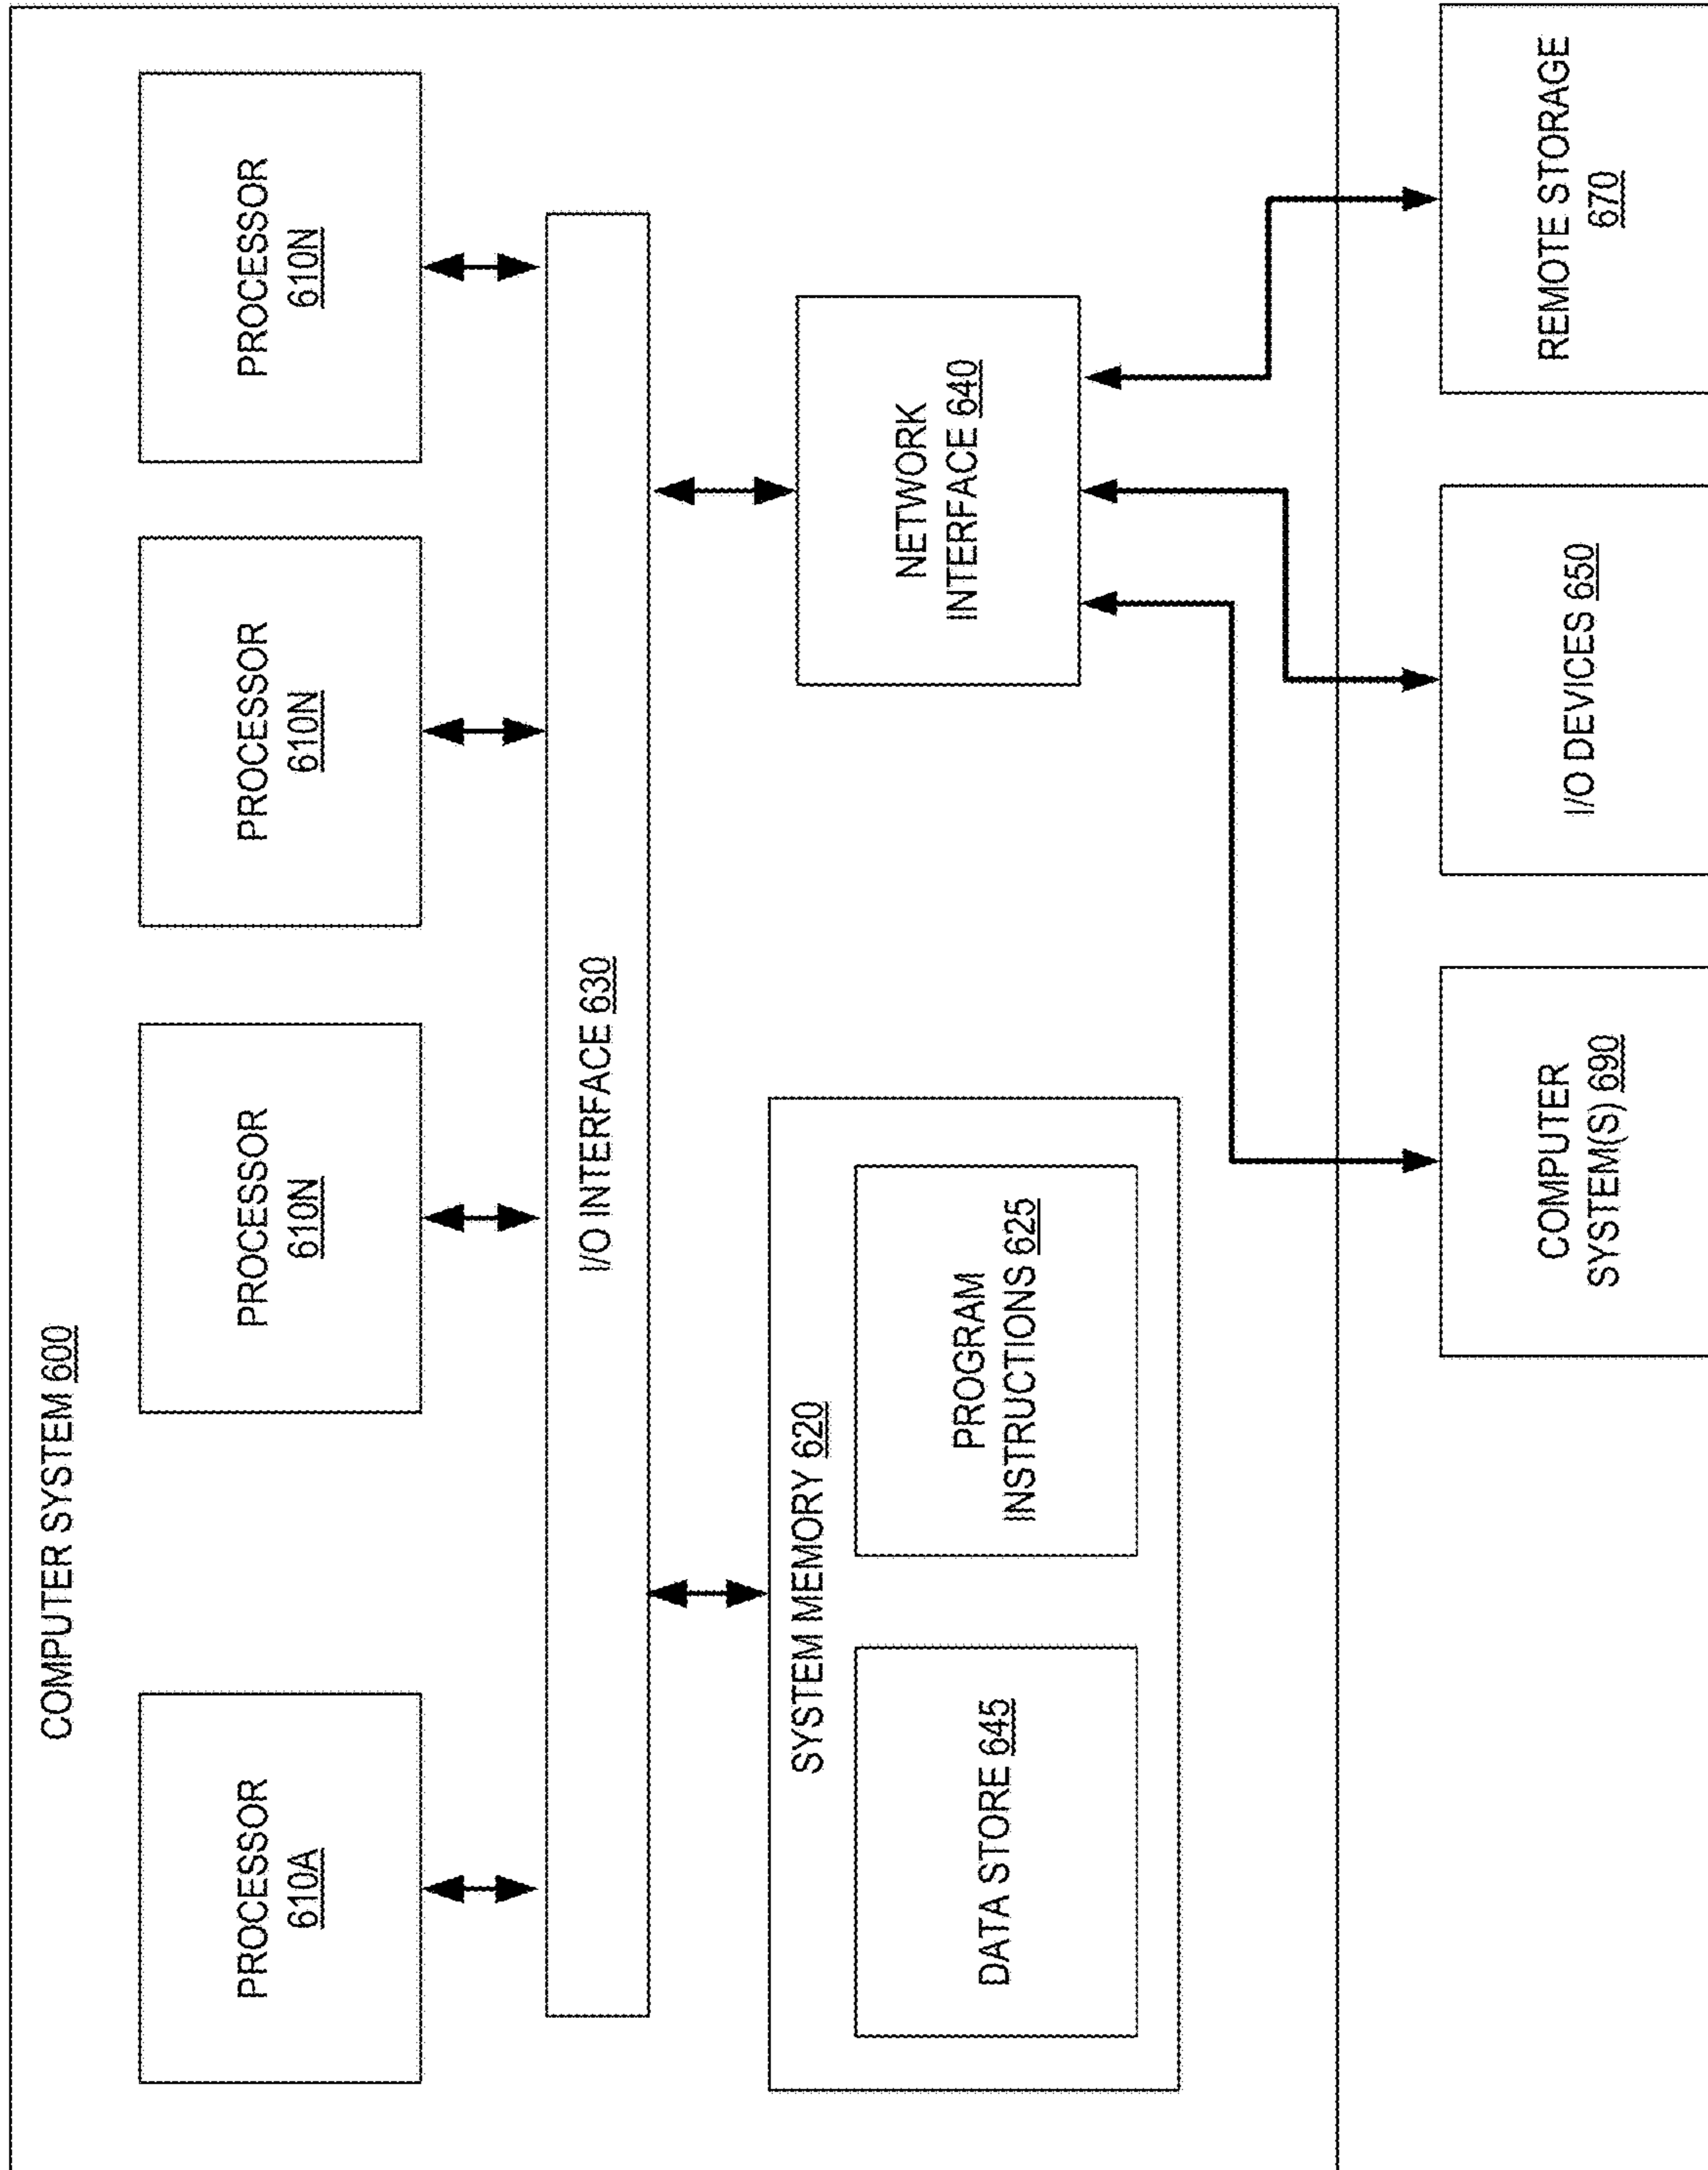 COMPUTER SYSTEM 600
PROCESSOR
610A
PROCESSOR
610N
PROCESSOR
610N
PROCESSOR
610N
I/O INTERFACE 630
SYSTEM MEMORY 620
DATA STORE 645
PROGRAM
INSTRUCTIONS 625
NETWORK
INTERFACE 640
COMPUTER
SYSTEM(S) 690
I/O DEVICES 650
REMOTE STORAGE
670